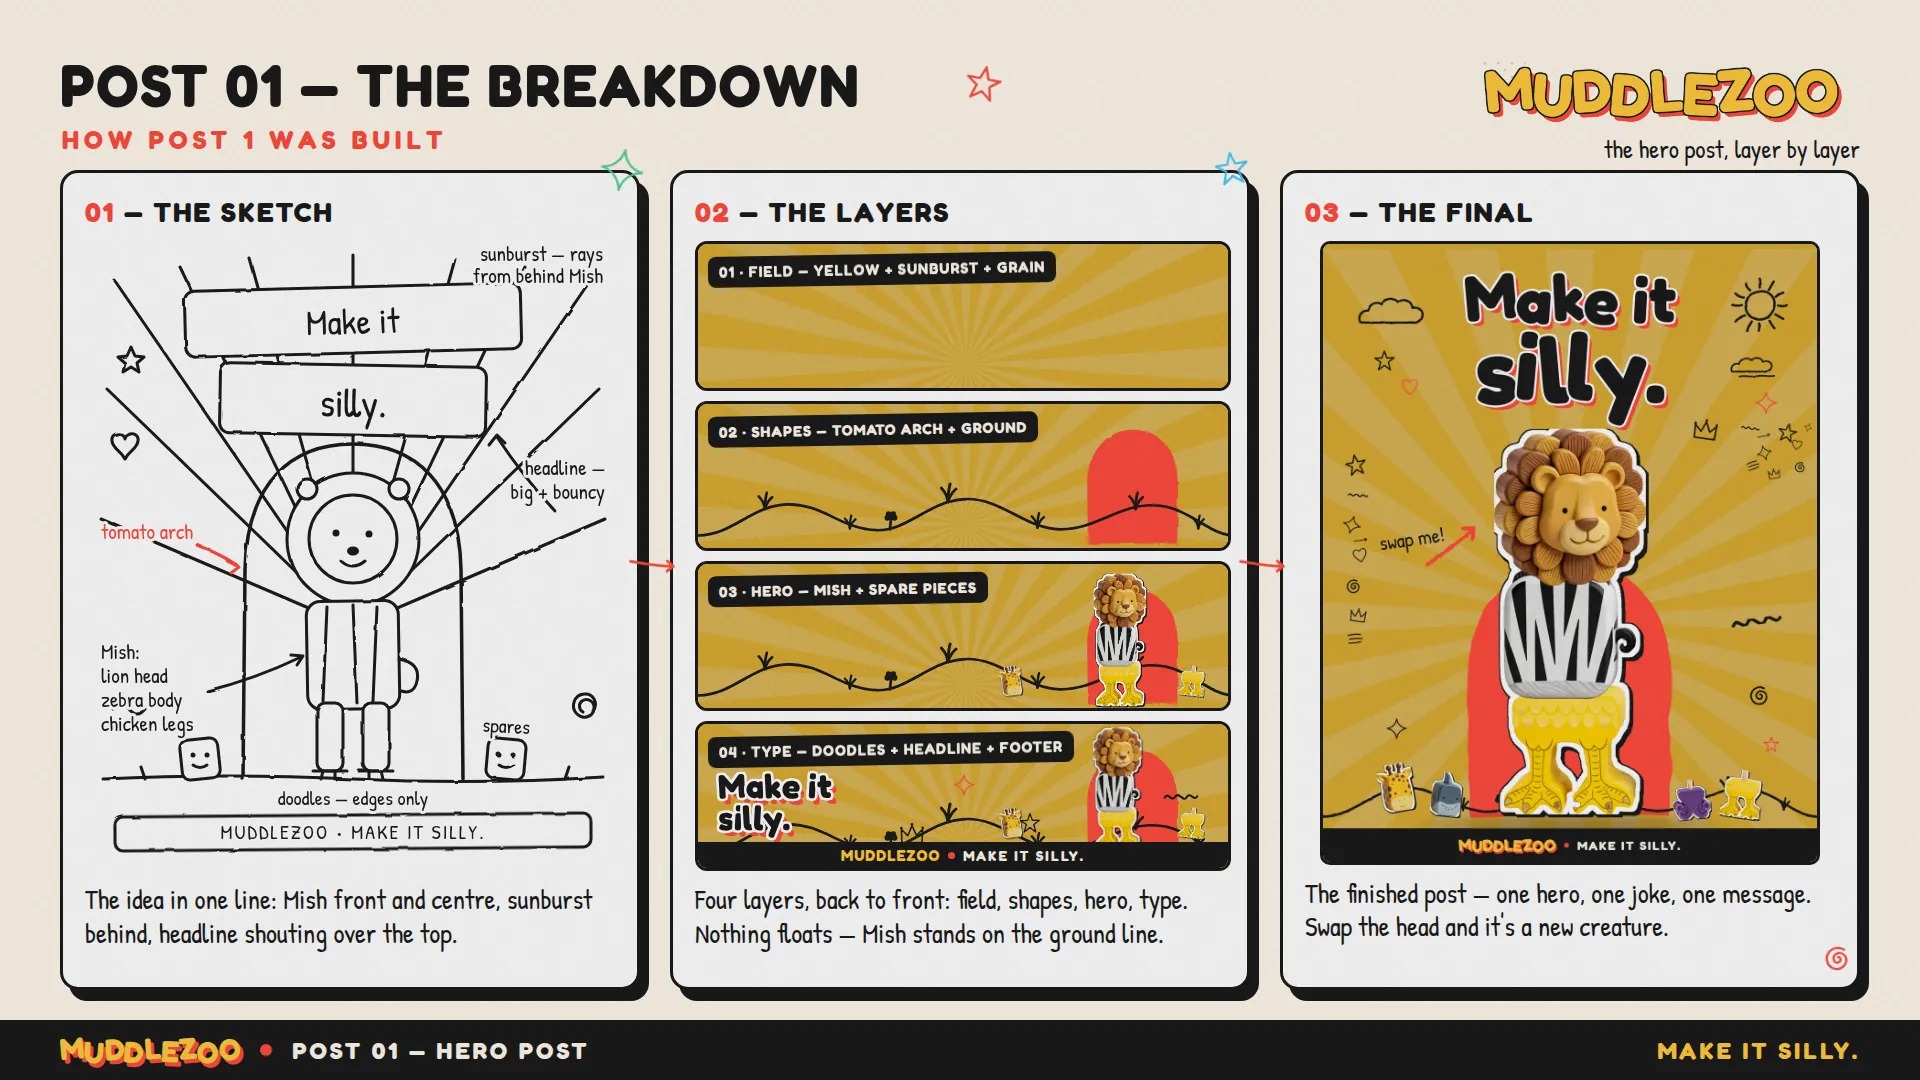 POST 01 — THE BREAKDOWN
HOW POST 1 WAS BUILT
MUDDLEZOO
the hero post, layer by layer
01 — THE SKETCH
sunburst — rays
from behind Mish
Make it
silly.
headline —
big + bouncy
tomato arch
Mish:
lion head
zebra body
chicken legs
spares
doodles — edges only
MUDDLEZOO · MAKE IT SILLY.
The idea in one line: Mish front and centre, sunburst
behind, headline shouting over the top.
02 — THE LAYERS
01 · FIELD — YELLOW + SUNBURST + GRAIN
02 · SHAPES — TOMATO ARCH + GROUND
03 · HERO — MISH + SPARE PIECES
04 · TYPE — DOODLES + HEADLINE + FOOTER
Make it
silly.
MUDDLEZOO • MAKE IT SILLY.
Four layers, back to front: field, shapes, hero, type.
Nothing floats — Mish stands on the ground line.
03 — THE FINAL
Make it
silly.
swap me!
MUDDLEZOO • MAKE IT SILLY.
The finished post — one hero, one joke, one message.
Swap the head and it's a new creature.
MUDDLEZOO • POST 01 — HERO POST
MAKE IT SILLY.